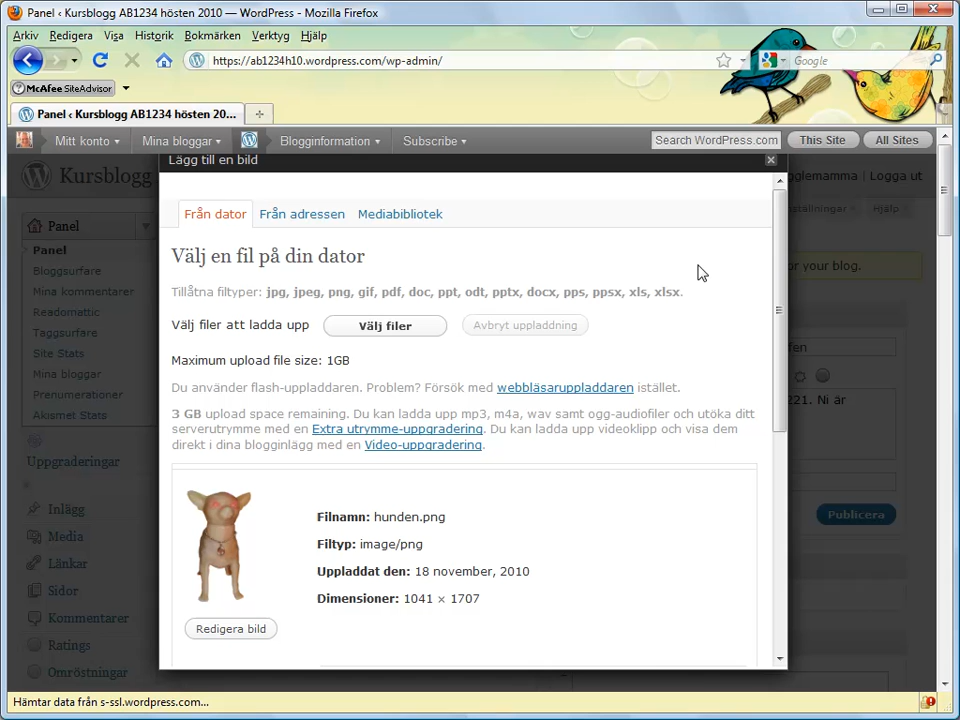 Panel ‹ Kursblogg AB1234 hösten 2010 — WordPress - Mozilla Firefox
Arkiv Redigera Visa Historik Bokmärken Verktyg Hjälp
https://ab1234h10.wordpress.com/wp-admin/
Google
McAfee SiteAdvisor
Panel ‹ Kursblogg AB1234 hösten 20...
Mitt konto Mina bloggar Blogginformation Subscribe Search WordPress.com This Site All Sites
Lägg till en bild
Kursblogg
glemamma Logga ut
Hjälp
Panel
Från dator Från adressen Mediabibliotek
Panel
Bloggsurfare
Välj en fil på din dator
or your blog.
Mina kommentarer
Tillåtna filtyper: jpg, jpeg, png, gif, pdf, doc, ppt, odt, pptx, docx, pps, ppsx, xls, xlsx.
Readomattic
Välj filer att ladda upp Välj filer Avbryt uppladdning
Taggsurfare
Site Stats
fen
Maximum upload file size: 1GB
Mina bloggar
Du använder flash-uppladdaren. Problem? Försök med webbläsaruppladdaren istället.
Prenumerationer
221. Ni är
Akismet Stats
3 GB upload space remaining. Du kan ladda upp mp3, m4a, wav samt ogg-audiofiler och utöka ditt
serverutrymme med en Extra utrymme-uppgradering. Du kan ladda upp videoklipp och visa dem
direkt i dina blogginlägg med en Video-uppgradering.
Uppgraderingar
Inlägg
Media
Länkar
Sidor
Kommentarer
Ratings
Omröstningar
Filnamn: hunden.png
Filtyp: image/png
Uppladdat den: 18 november, 2010
Dimensioner: 1041 × 1707
Redigera bild
Publicera
Hämtar data från s-ssl.wordpress.com...